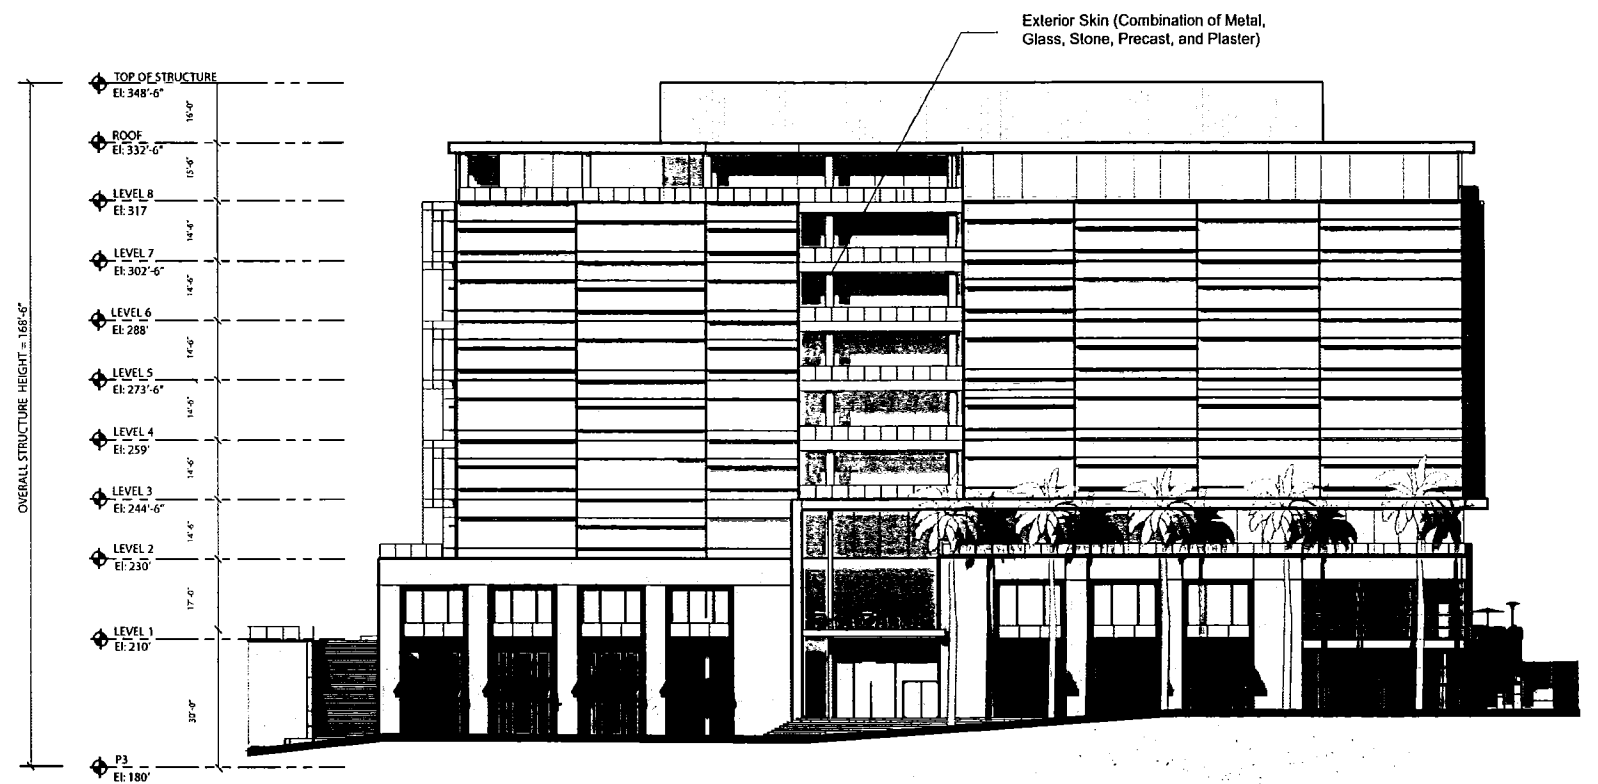 Exterior Skin (Combination of Metal,
Glass, Stone, Precast, and Plaster)
TOP OF STRUCTURE
El: 348'-6"
16'-0"
ROOF
El: 332'-6"
15'-6"
LEVEL 8
El: 317
14'-6"
LEVEL 7
El: 302'-6"
14'-6"
LEVEL 6
El: 288'
14'-6"
LEVEL 5
El: 273'-6"
14'-6"
LEVEL 4
El: 259'
14'-6"
LEVEL 3
El: 244'-6"
14'-6"
LEVEL 2
El: 230'
17'-0"
LEVEL 1
El: 210'
30'-0"
P3
El: 180'
OVERALL STRUCTURE HEIGHT = 168'-6"